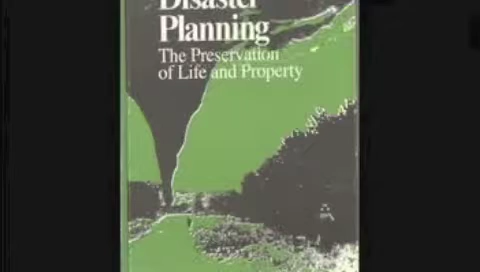 Disaster
Planning
The Preservation
of Life and Property